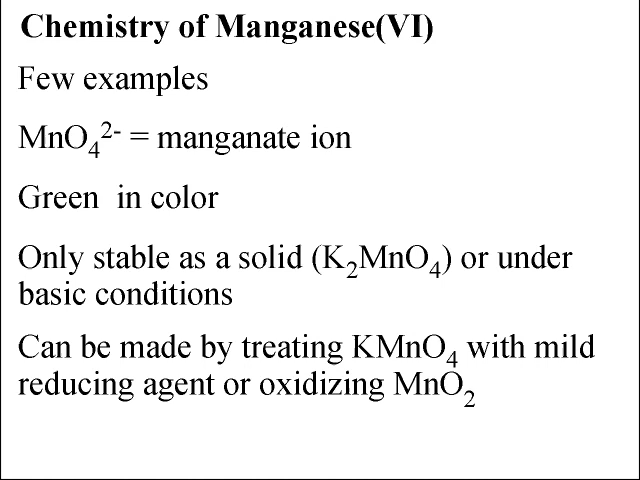 Chemistry of Manganese(VI)
Few examples
MnO₄²⁻ = manganate ion
Green  in color
Only stable as a solid (K₂MnO₄) or under
basic conditions
Can be made by treating KMnO₄ with mild
reducing agent or oxidizing MnO₂